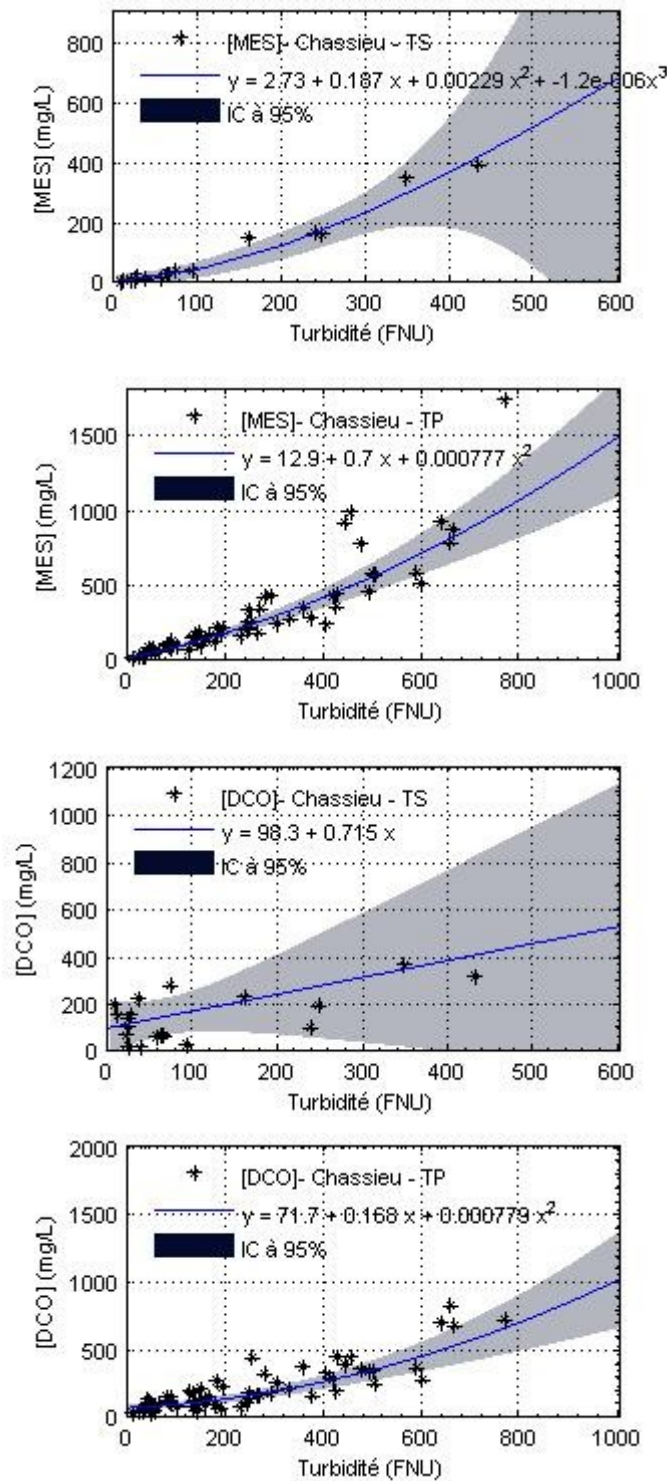 800
600
400
200
0
[MES] (mg/L)
[MES]- Chassieu - TS
y = 2.73 + 0.187 x + 0.00229 x² + -1.2e-006x³
IC à 95%
0 100 200 300 400 500 600
Turbidité (FNU)
1500
1000
500
0
[MES] (mg/L)
[MES]- Chassieu - TP
y = 12.9 + 0.7 x + 0.000777 x²
IC à 95%
0 200 400 600 800 1000
Turbidité (FNU)
1200
1000
800
600
400
200
0
[DCO] (mg/L)
[DCO]- Chassieu - TS
y = 98.3 + 0.715 x
IC à 95%
0 100 200 300 400 500 600
Turbidité (FNU)
2000
1500
1000
500
0
[DCO] (mg/L)
[DCO]- Chassieu - TP
y = 71.7 + 0.168 x + 0.000779 x²
IC à 95%
0 200 400 600 800 1000
Turbidité (FNU)